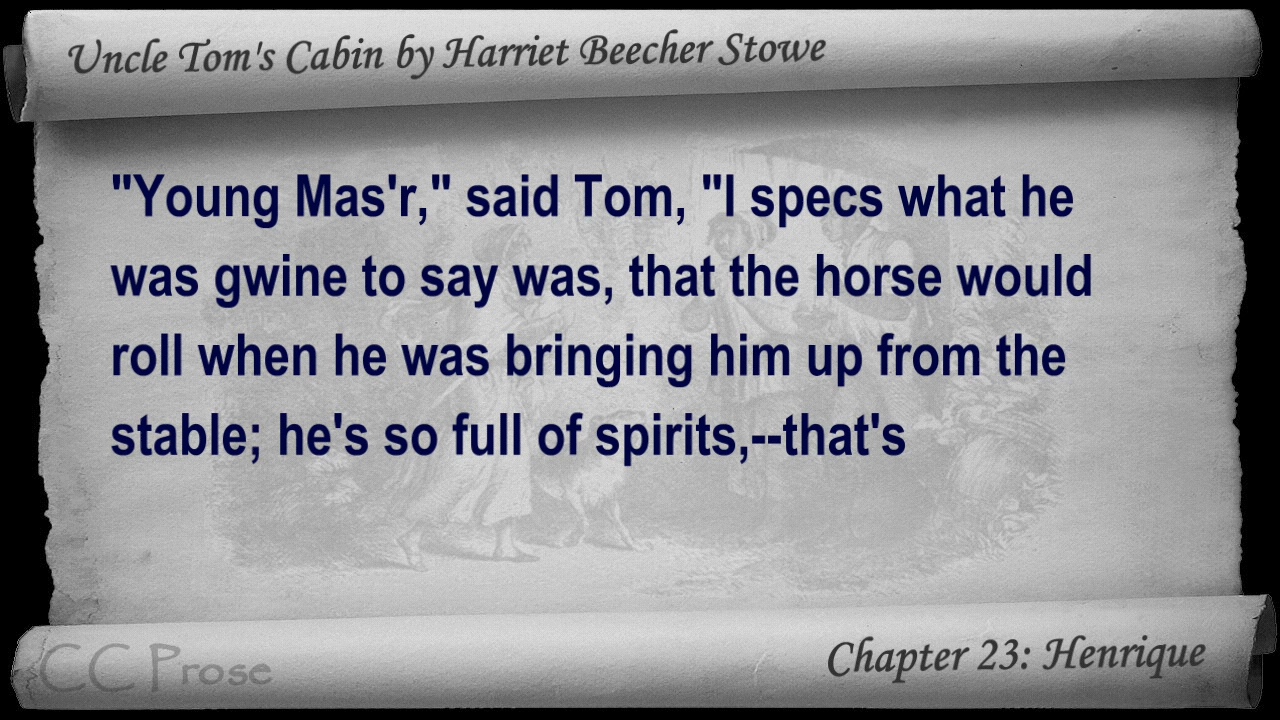 Uncle Tom's Cabin by Harriet Beecher Stowe
"Young Mas'r," said Tom, "I specs what he
was gwine to say was, that the horse would
roll when he was bringing him up from the
stable; he's so full of spirits,--that's
CC Prose
Chapter 23: Henrique